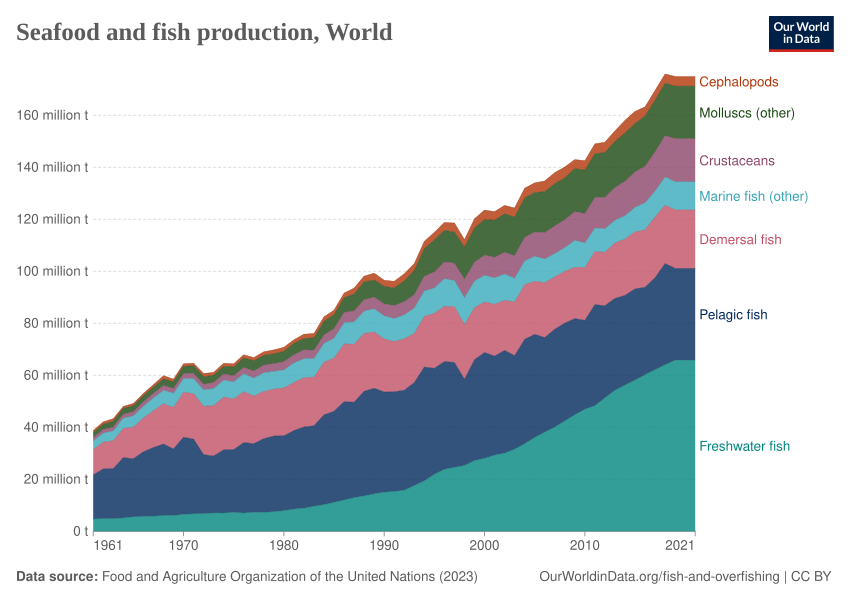 Seafood and fish production, World
Our World
in Data
160 million t
140 million t
120 million t
100 million t
80 million t
60 million t
40 million t
20 million t
0 t
Cephalopods
Molluscs (other)
Crustaceans
Marine fish (other)
Demersal fish
Pelagic fish
Freshwater fish
1961 1970 1980 1990 2000 2010 2021
Data source: Food and Agriculture Organization of the United Nations (2023)
OurWorldinData.org/fish-and-overfishing | CC BY